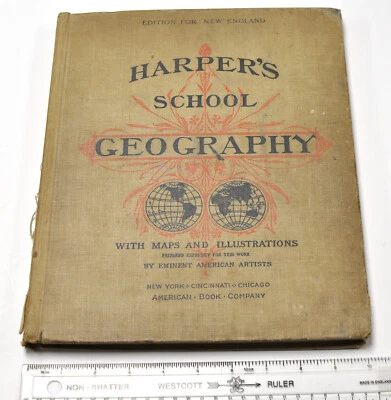 EDITION FOR NEW ENGLAND
HARPER'S
SCHOOL
GEOGRAPHY
WITH MAPS AND ILLUSTRATIONS
PREPARED EXPRESSLY FOR THIS WORK
BY EMINENT AMERICAN ARTISTS
NEW YORK CINCINNATI CHICAGO
AMERICAN BOOK COMPANY
NON-SHATTER WESTCOTT RULER